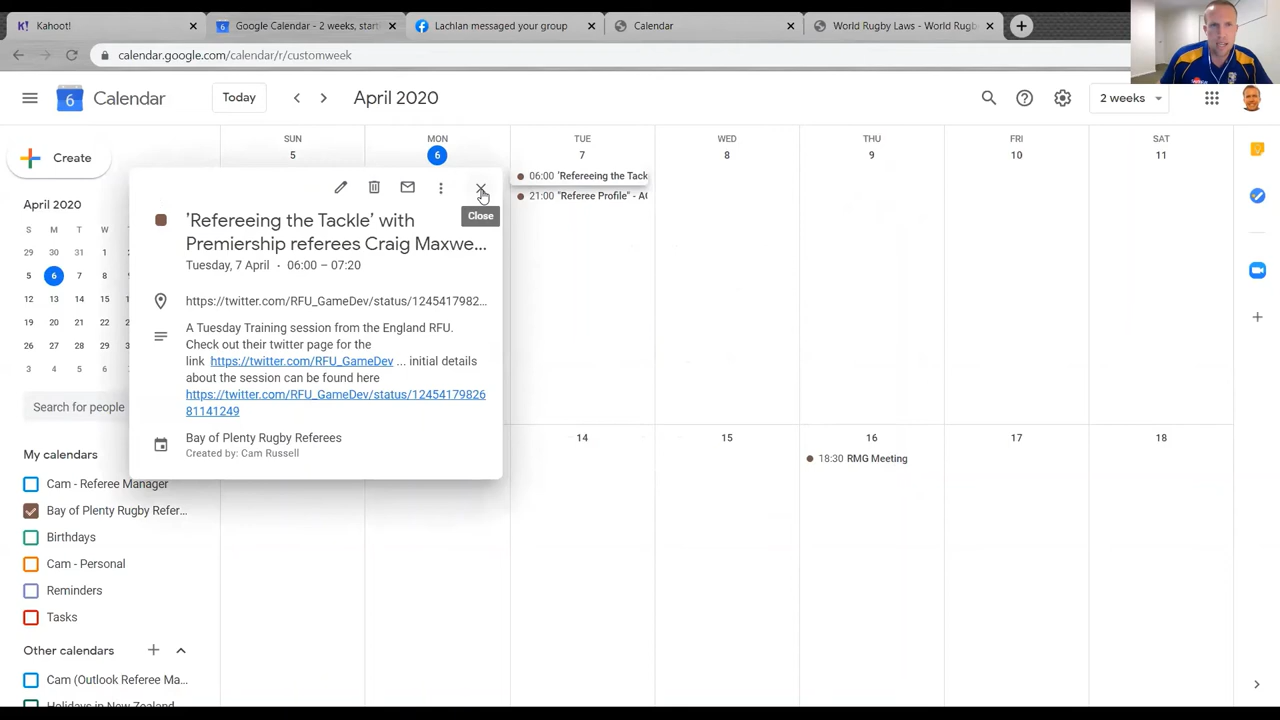 Kahoot!
Google Calendar - 2 weeks, start
Lachlan messaged your group
Calendar
World Rugby Laws - World Rugb
calendar.google.com/calendar/r/customweek
6
Calendar
Today
April 2020
2 weeks
Create
SUN
MON
TUE
WED
THU
FRI
SAT
5
6
7
8
9
10
11
06:00 'Refereeing the Tack
21:00 "Referee Profile" - A
April 2020
S M T W
29 30 31 1
5 6 7 8
12 13 14 15
19 20 21 22
26 27 28 29
3 4 5 6
Close
'Refereeing the Tackle' with
Premiership referees Craig Maxwe...
Tuesday, 7 April · 06:00 – 07:20
https://twitter.com/RFU_GameDev/status/1245417982...
A Tuesday Training session from the England RFU.
Check out their twitter page for the
link https://twitter.com/RFU_GameDev ... initial details
about the session can be found here
https://twitter.com/RFU_GameDev/status/12454179826
81141249
Bay of Plenty Rugby Referees
Created by: Cam Russell
Search for people
14
15
16
17
18
18:30 RMG Meeting
My calendars
Cam - Referee Manager
Bay of Plenty Rugby Refer...
Birthdays
Cam - Personal
Reminders
Tasks
Other calendars
Cam (Outlook Referee Ma...
Holidays in New Zealand